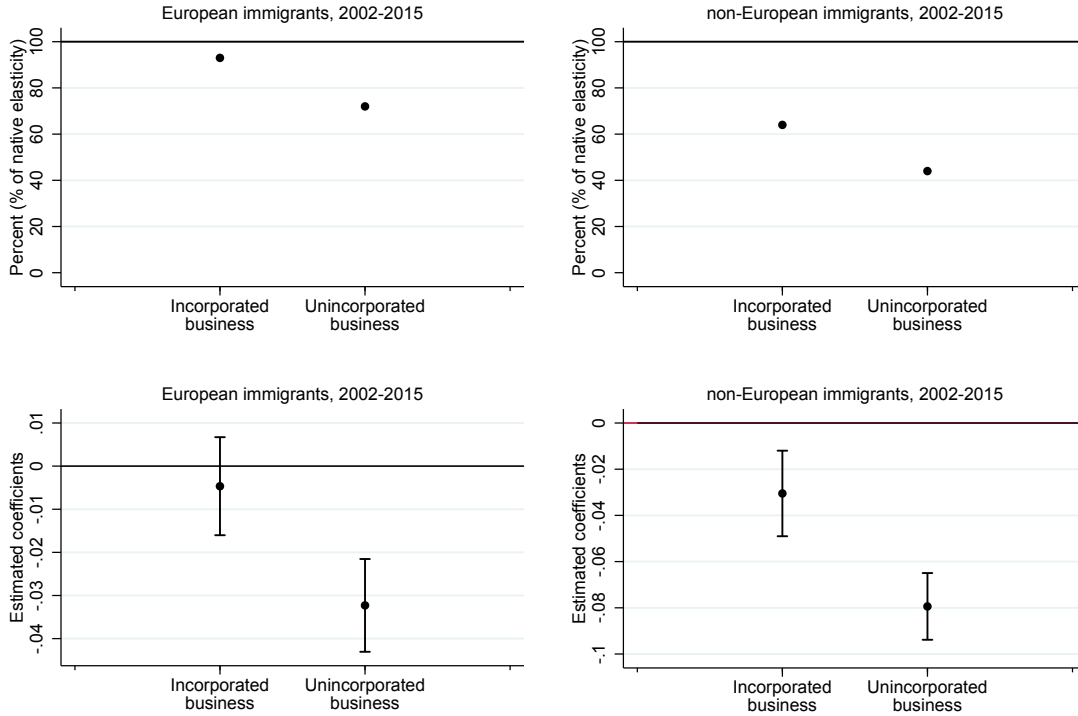 European immigrants, 2002-2015
Percent (% of native elasticity)
100
80
60
40
20
0
Incorporated
business
Unincorporated
business
non-European immigrants, 2002-2015
Percent (% of native elasticity)
100
80
60
40
20
0
Incorporated
business
Unincorporated
business
European immigrants, 2002-2015
Estimated coefficients
.01
0
-.01
-.02
-.03
-.04
Incorporated
business
Unincorporated
business
non-European immigrants, 2002-2015
Estimated coefficients
0
-.02
-.04
-.06
-.08
-.1
Incorporated
business
Unincorporated
business